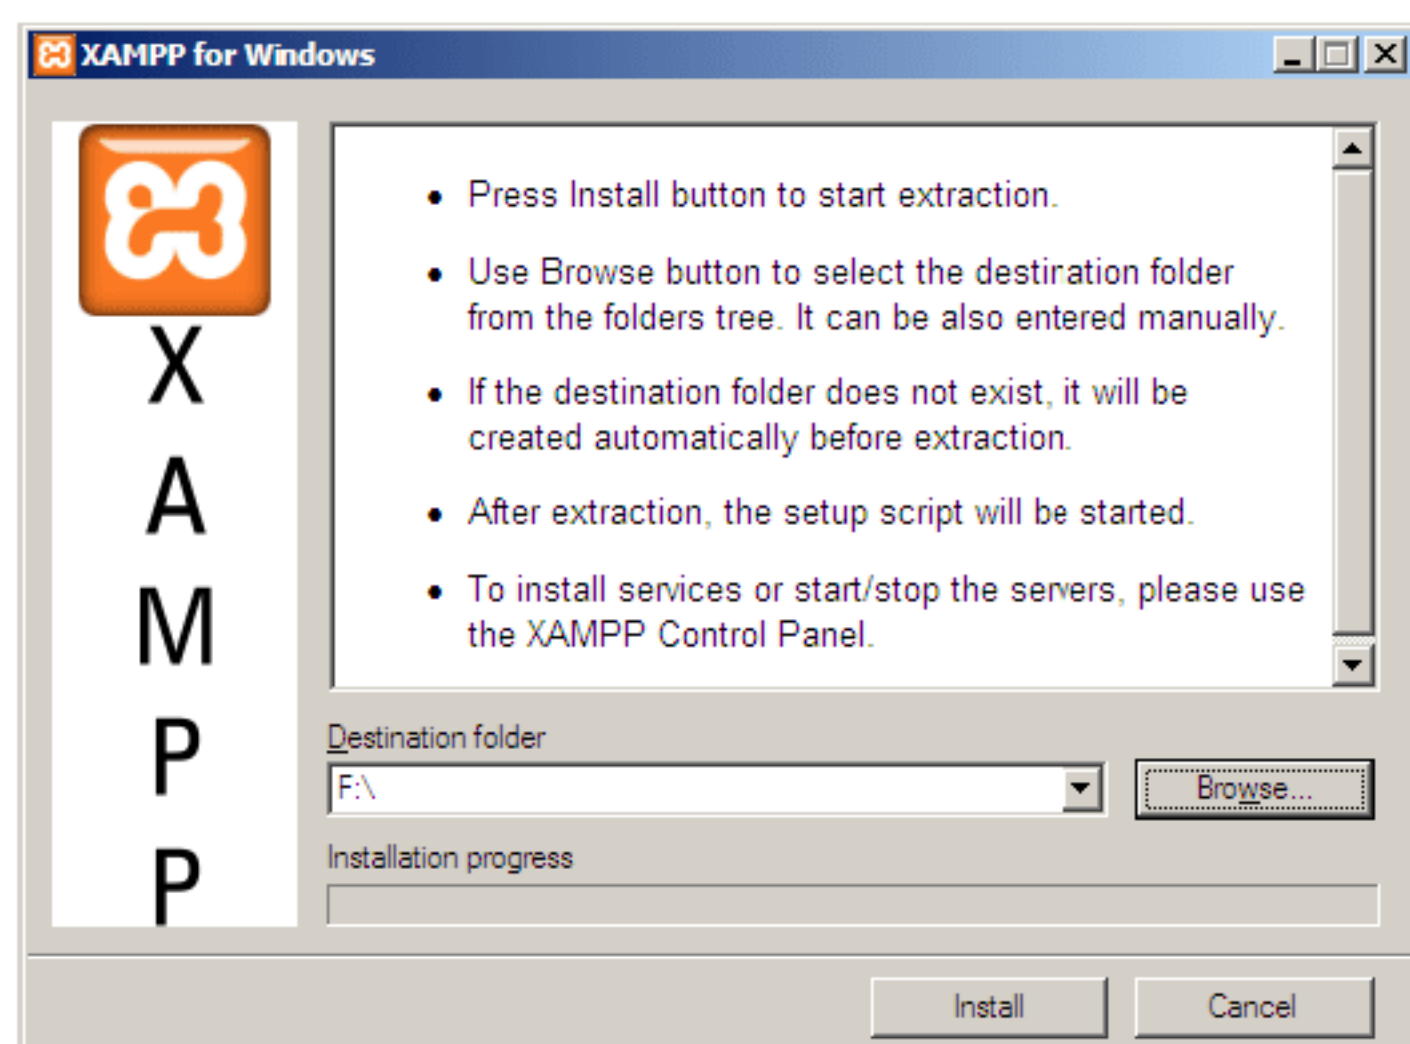 XAMPP for Windows
X
A
M
P
P
• Press Install button to start extraction.
• Use Browse button to select the destination folder
from the folders tree. It can be also entered manually.
• If the destination folder does not exist, it will be
created automatically before extraction.
• After extraction, the setup script will be started.
• To install services or start/stop the servers, please use
the XAMPP Control Panel.
Destination folder
F:\
Browse...
Installation progress
Install
Cancel